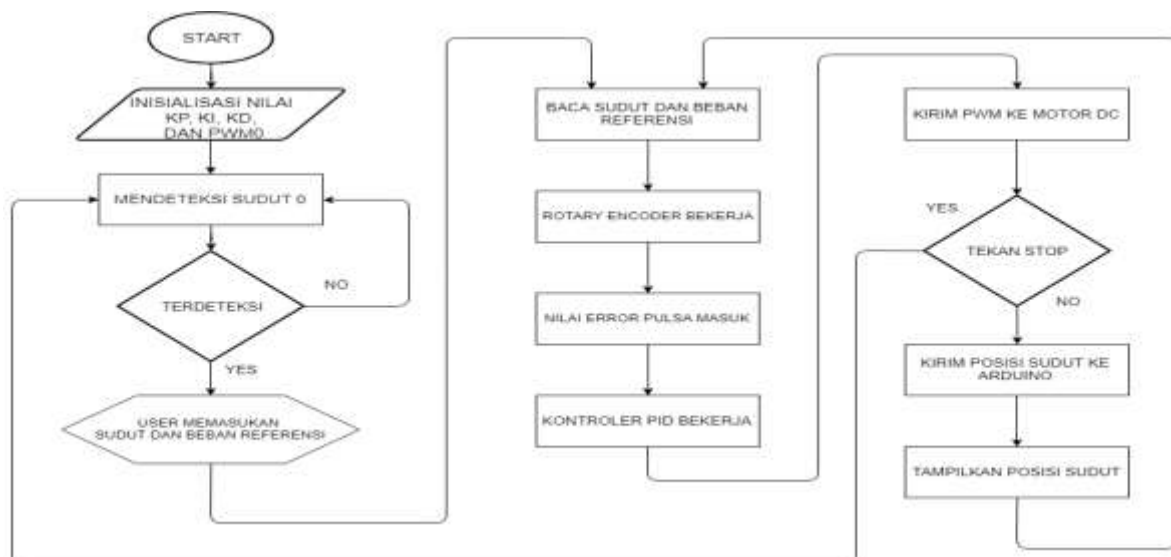 START
INISIALISASI NILAI
KP, KI, KD,
DAN PWM0
MENDETEKSI SUDUT 0
TERDETEKSI
NO
YES
USER MEMASUKAN
SUDUT DAN BEBAN REFERENSI
BACA SUDUT DAN BEBAN
REFERENSI
ROTARY ENCODER BEKERJA
NILAI ERROR PULSA MASUK
KONTROLER PID BEKERJA
KIRIM PWM KE MOTOR DC
YES
TEKAN STOP
NO
KIRIM POSISI SUDUT KE
ARDUINO
TAMPILKAN POSISI SUDUT